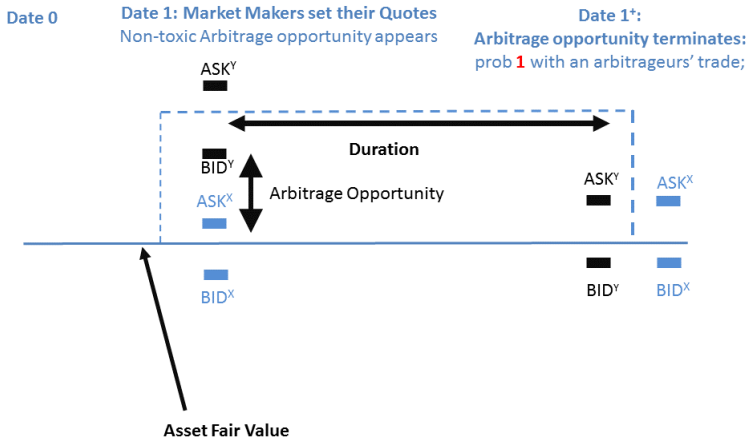 Date 0
Date 1: Market Makers set their Quotes
Non-toxic Arbitrage opportunity appears
Date 1⁺:
Arbitrage opportunity terminates:
prob 1 with an arbitrageurs’ trade;
ASKʸ
BIDʸ
Duration
ASKˣ
Arbitrage Opportunity
BIDˣ
ASKʸ
ASKˣ
BIDʸ
BIDˣ
Asset Fair Value